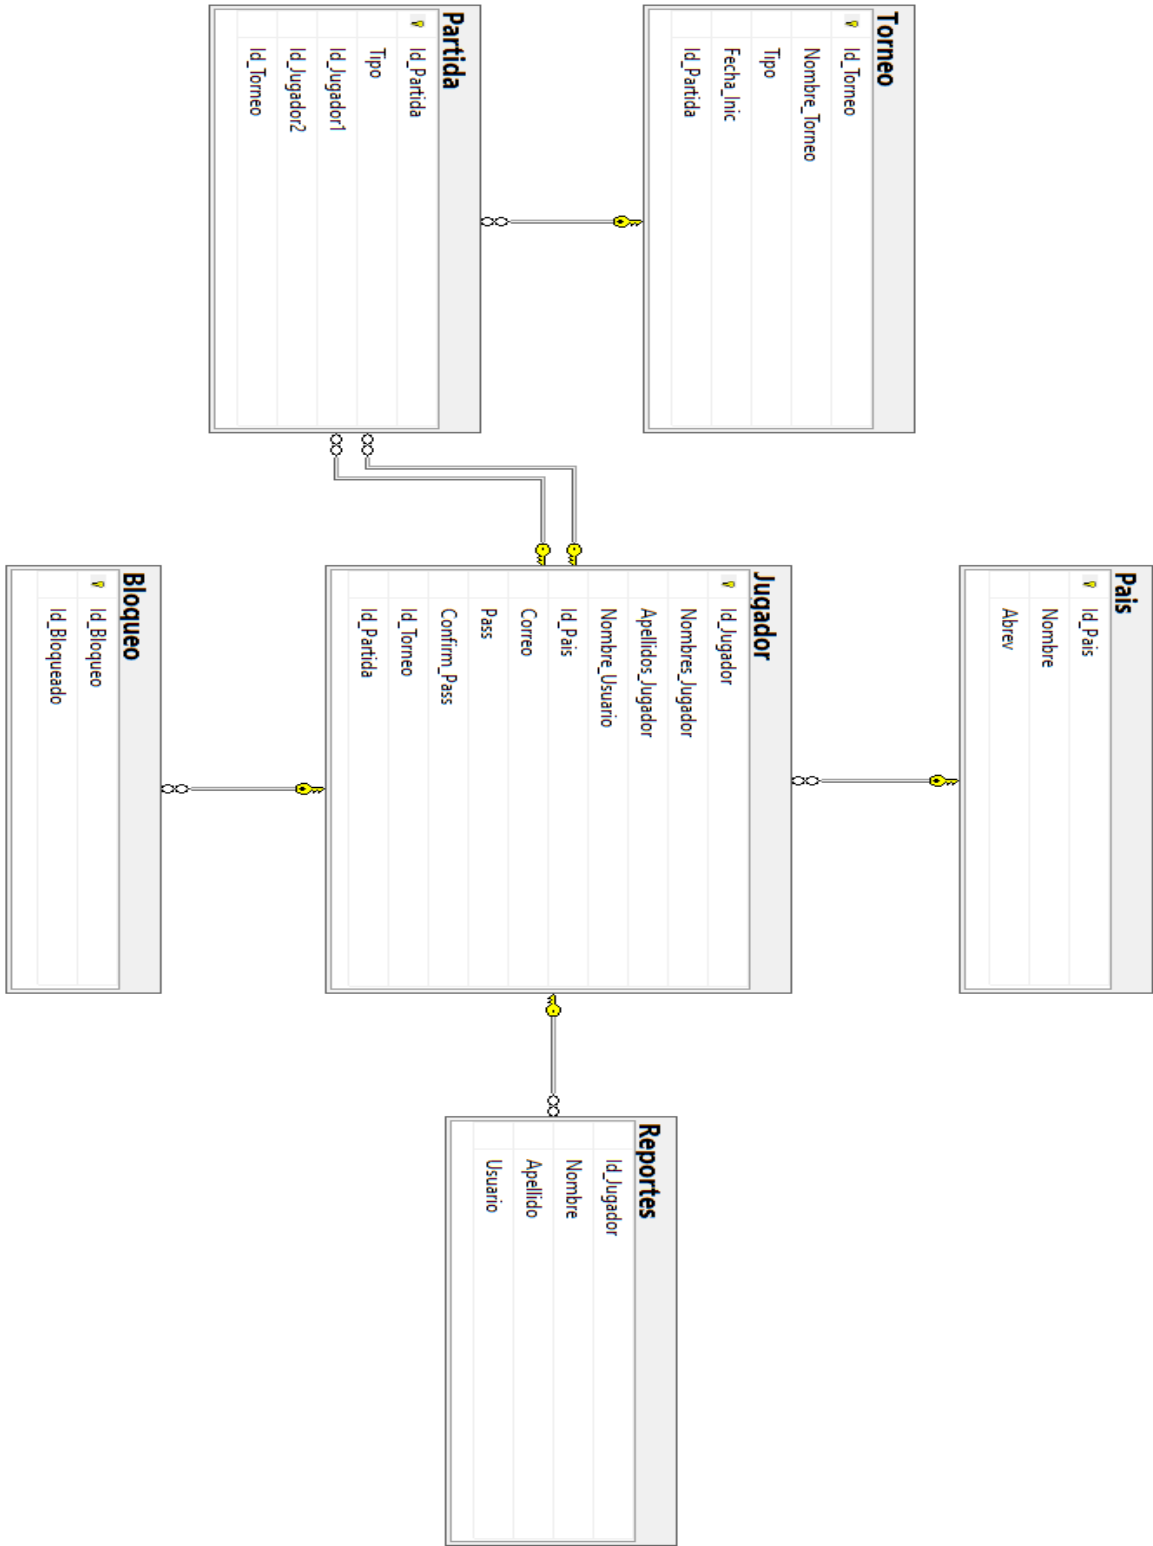 Torneo
Id_Torneo
Nombre_Torneo
Tipo
Fecha_Inic
Id_Partida
Partida
Id_Partida
Tipo
Id_Jugador1
Id_Jugador2
Id_Torneo
Pais
Id_Pais
Nombre
Abrev
Jugador
Id_Jugador
Nombres_Jugador
Apellidos_Jugador
Nombre_Usuario
Id_Pais
Correo
Pass
Confirm_Pass
Id_Torneo
Id_Partida
Bloqueo
Id_Bloqueo
Id_Bloqueado
Reportes
Id_Jugador
Nombre
Apellido
Usuario